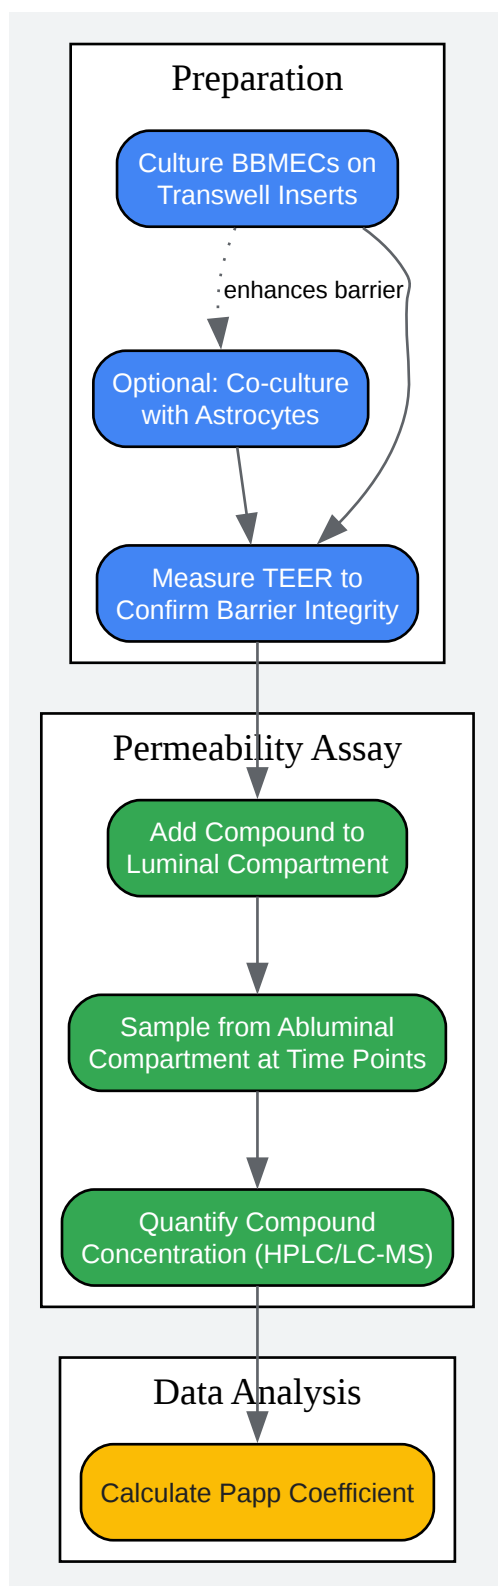 Preparation
Culture BBMECs on
Transwell Inserts
enhances barrier
Optional: Co-culture
with Astrocytes
Measure TEER to
Confirm Barrier Integrity
Permeability Assay
Add Compound to
Luminal Compartment
Sample from Abluminal
Compartment at Time Points
Quantify Compound
Concentration (HPLC/LC-MS)
Data Analysis
Calculate Papp Coefficient